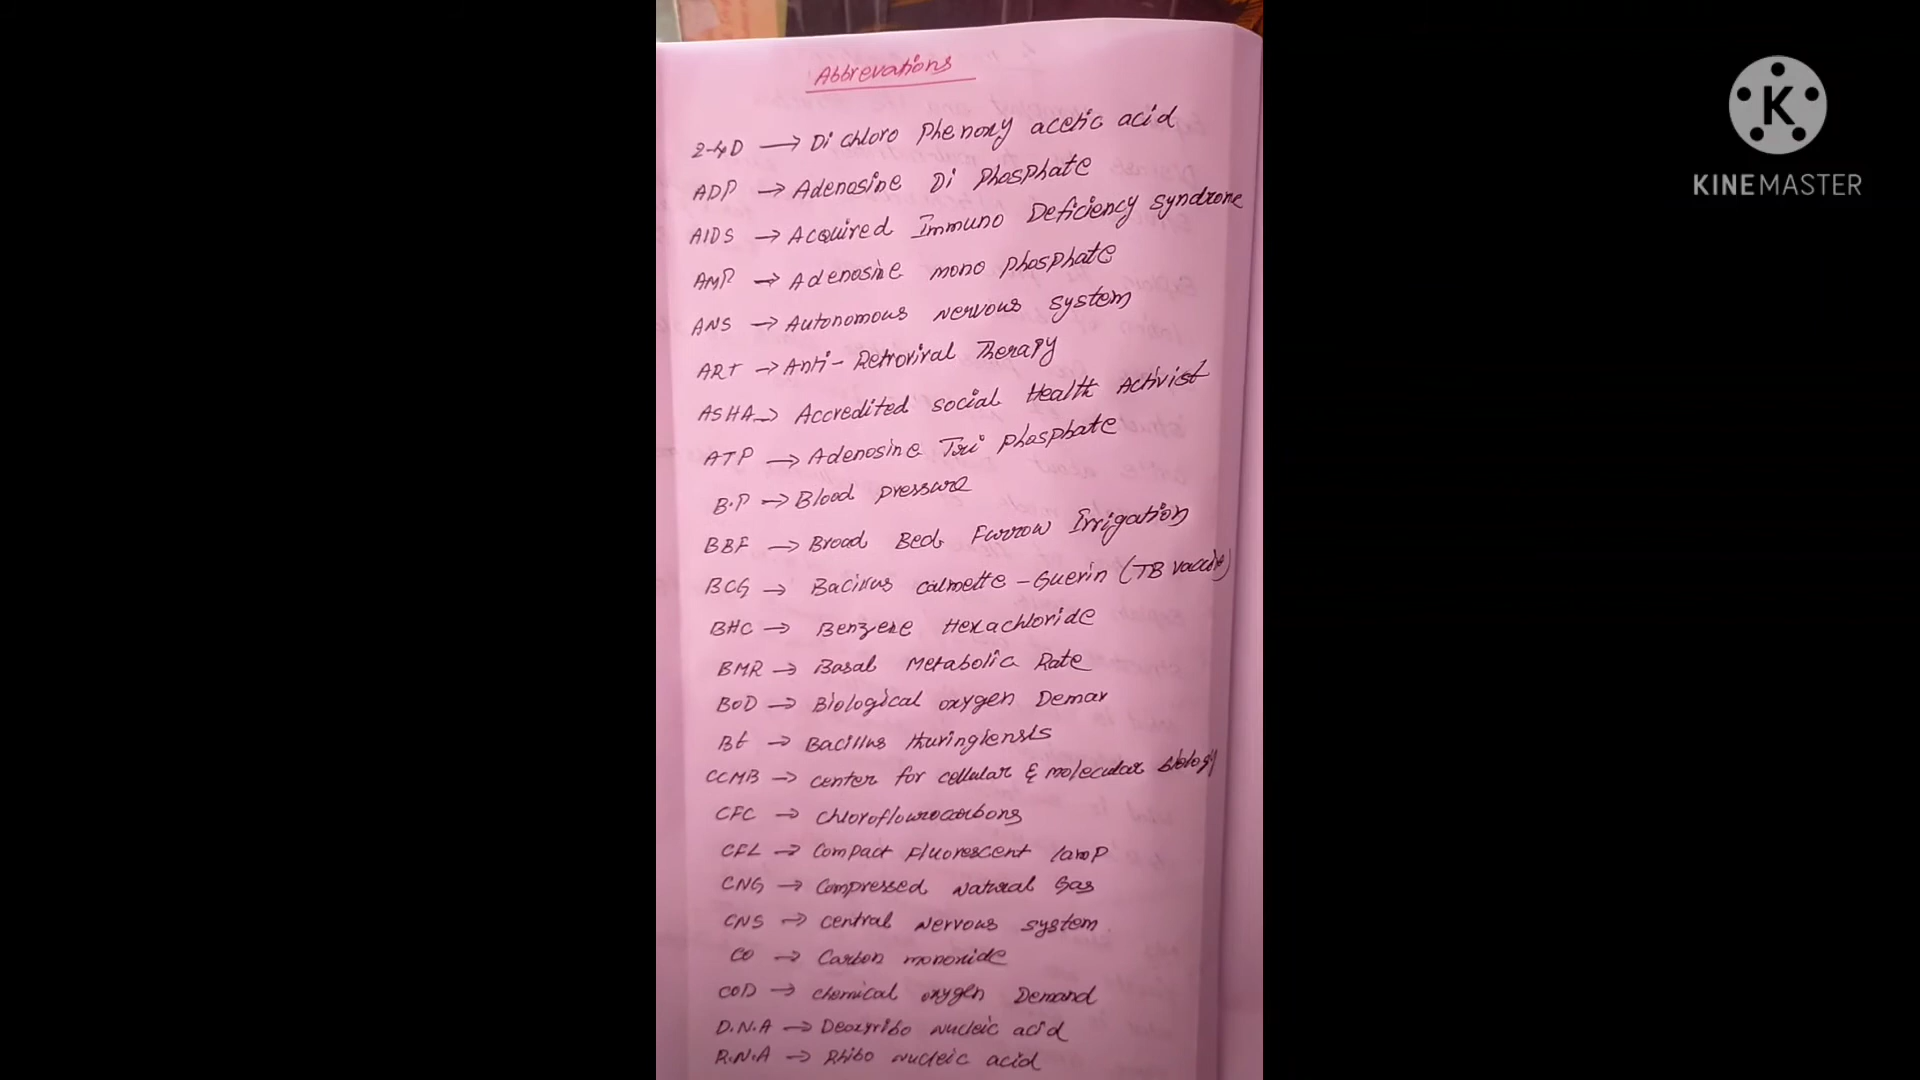 Abbrevations
2-4D → Di chloro Phenoxy acetic acid
ADP → Adenosine Di Phosphate
AIDS → Acquired Immuno Deficiency Syndrone
AMP → Adenosine mono phosphate
ANS → Autonomous nervous system
ART → Anti-Retroviral Therapy
ASHA → Accredited social Health Activist
ATP → Adenosine Tri phosphate
B.P → Blood pressure
BBF → Broad Bed Furrow Irrigation
BCG → Bacillus calmette-Guerin (TB vaccine)
BHC → Benzene Hexachloride
BMR → Basal Metabolic Rate
BOD → Biological oxygen Deman
Bt → Bacillus thuringiensis
CCMB → center for cellular & molecular biology
CFC → chloroflourocarbons
CFL → Compact Fluorescent lamp
CNG → Compressed Natural Gas
CNS → central Nervous system
CO → Carbon monoxide
COD → chemical oxygen Demand
D.N.A → Deoxyribo nucleic acid
R.N.A → Rhibo nucleic acid
K
KINEMASTER